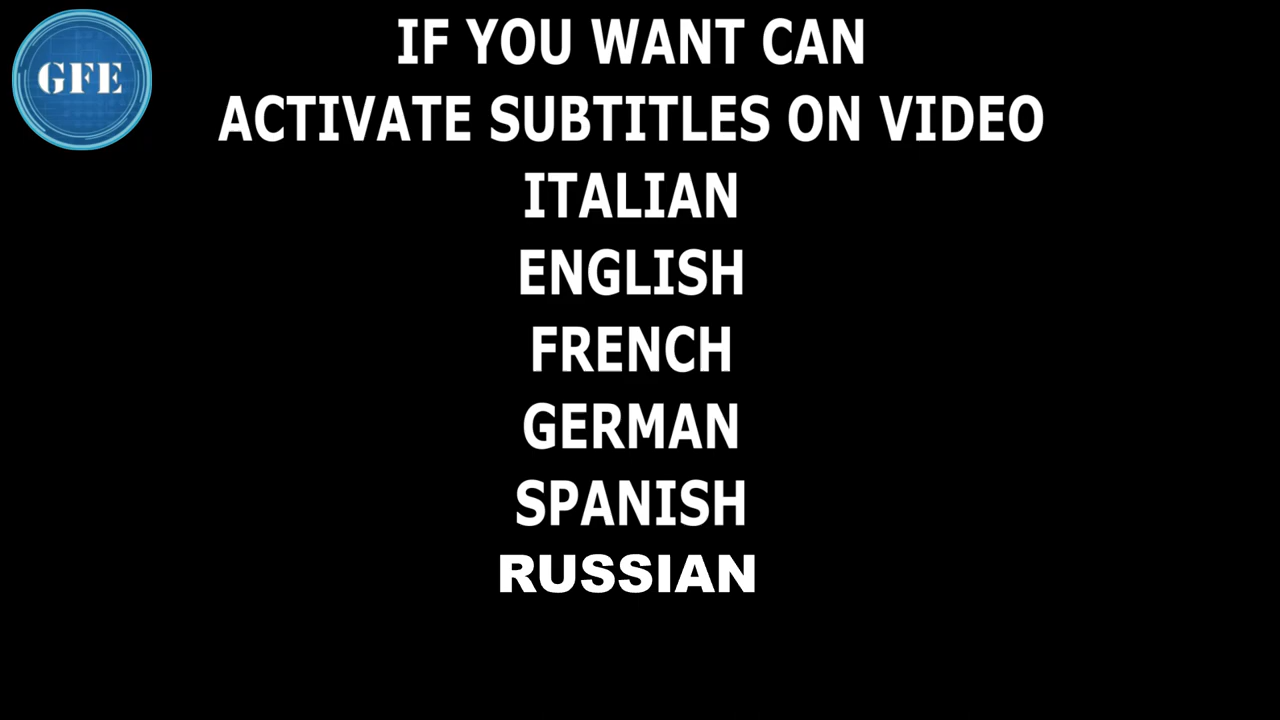 GFE
IF YOU WANT CAN
ACTIVATE SUBTITLES ON VIDEO
ITALIAN
ENGLISH
FRENCH
GERMAN
SPANISH
RUSSIAN